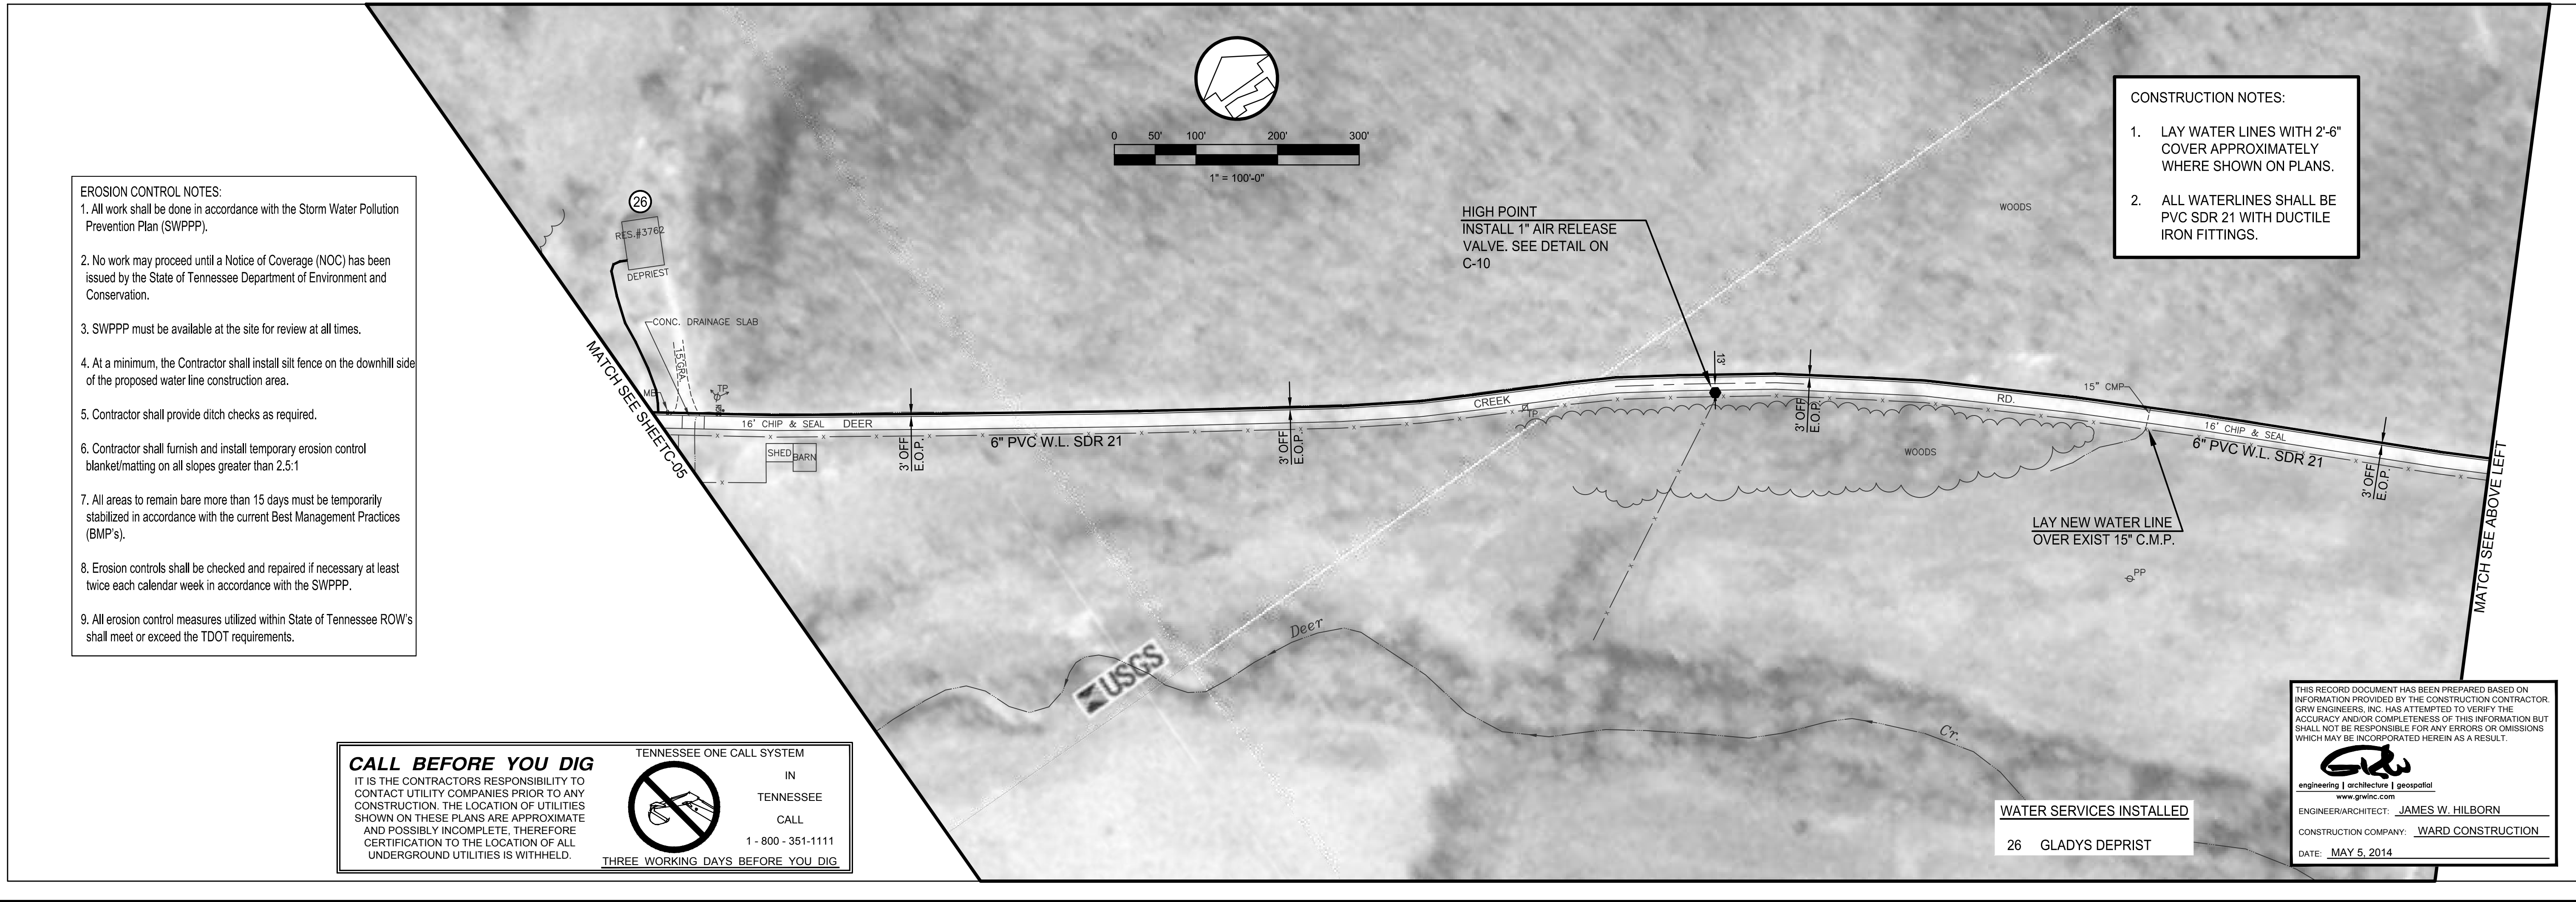 EROSION CONTROL NOTES:
1. All work shall be done in accordance with the Storm Water Pollution
Prevention Plan (SWPPP).
2. No work may proceed until a Notice of Coverage (NOC) has been
issued by the State of Tennessee Department of Environment and
Conservation.
3. SWPPP must be available at the site for review at all times.
4. At a minimum, the Contractor shall install silt fence on the downhill side
of the proposed water line construction area.
5. Contractor shall provide ditch checks as required.
6. Contractor shall furnish and install temporary erosion control
blanket/matting on all slopes greater than 2.5:1
7. All areas to remain bare more than 15 days must be temporarily
stabilized in accordance with the current Best Management Practices
(BMP's).
8. Erosion controls shall be checked and repaired if necessary at least
twice each calendar week in accordance with the SWPPP.
9. All erosion control measures utilized within State of Tennessee ROW's
shall meet or exceed the TDOT requirements.
CALL BEFORE YOU DIG
IT IS THE CONTRACTORS RESPONSIBILITY TO
CONTACT UTILITY COMPANIES PRIOR TO ANY
CONSTRUCTION. THE LOCATION OF UTILITIES
SHOWN ON THESE PLANS ARE APPROXIMATE
AND POSSIBLY INCOMPLETE, THEREFORE
CERTIFICATION TO THE LOCATION OF ALL
UNDERGROUND UTILITIES IS WITHHELD.
TENNESSEE ONE CALL SYSTEM
IN
TENNESSEE
CALL
1 - 800 - 351-1111
THREE WORKING DAYS BEFORE YOU DIG
26
RES.#3762
DEPRIEST
CONC. DRAINAGE SLAB
15'GRA.
MB
TP
MATCH SEE SHEETC-05
16' CHIP & SEAL
DEER
SHED
BARN
3' OFF
E.O.P.
6" PVC W.L. SDR 21
0 50' 100' 200' 300'
1" = 100'-0"
3' OFF
E.O.P.
HIGH POINT
INSTALL 1" AIR RELEASE
VALVE. SEE DETAIL ON
C-10
CREEK
TP
13'
3' OFF
E.O.P.
RD.
WOODS
WOODS
15" CMP
16' CHIP & SEAL
6" PVC W.L. SDR 21
3' OFF
E.O.P.
LAY NEW WATER LINE
OVER EXIST 15" C.M.P.
PP
MATCH SEE ABOVE LEFT
Deer
Cr.
USGS
CONSTRUCTION NOTES:
1. LAY WATER LINES WITH 2'-6"
COVER APPROXIMATELY
WHERE SHOWN ON PLANS.
2. ALL WATERLINES SHALL BE
PVC SDR 21 WITH DUCTILE
IRON FITTINGS.
WATER SERVICES INSTALLED
26 GLADYS DEPRIST
THIS RECORD DOCUMENT HAS BEEN PREPARED BASED ON
INFORMATION PROVIDED BY THE CONSTRUCTION CONTRACTOR.
GRW ENGINEERS, INC. HAS ATTEMPTED TO VERIFY THE
ACCURACY AND/OR COMPLETENESS OF THIS INFORMATION BUT
SHALL NOT BE RESPONSIBLE FOR ANY ERRORS OR OMISSIONS
WHICH MAY BE INCORPORATED HEREIN AS A RESULT.
GRW
engineering | architecture | geospatial
www.grwinc.com
ENGINEER/ARCHITECT: JAMES W. HILBORN
CONSTRUCTION COMPANY: WARD CONSTRUCTION
DATE: MAY 5, 2014